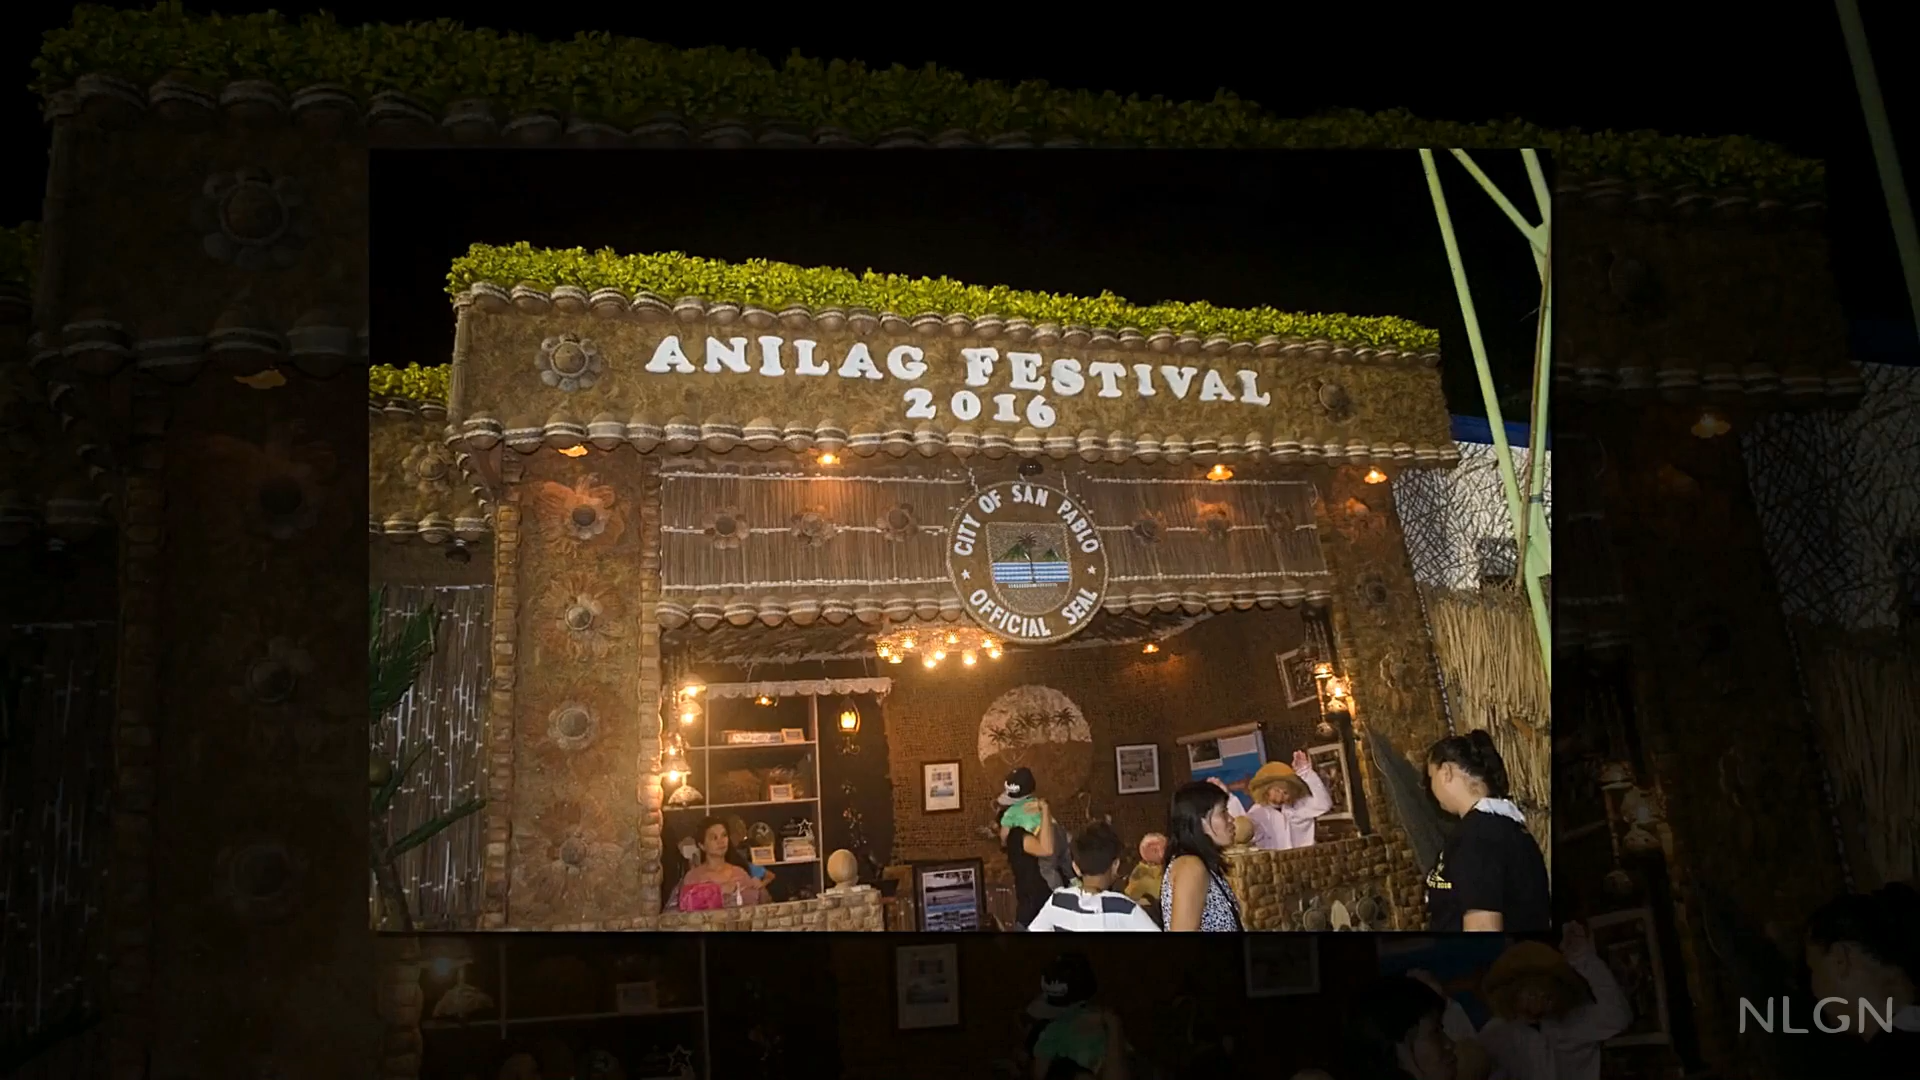 ANILAG FESTIVAL
2016
CITY OF SAN PABLO
OFFICIAL SEAL
NLGN